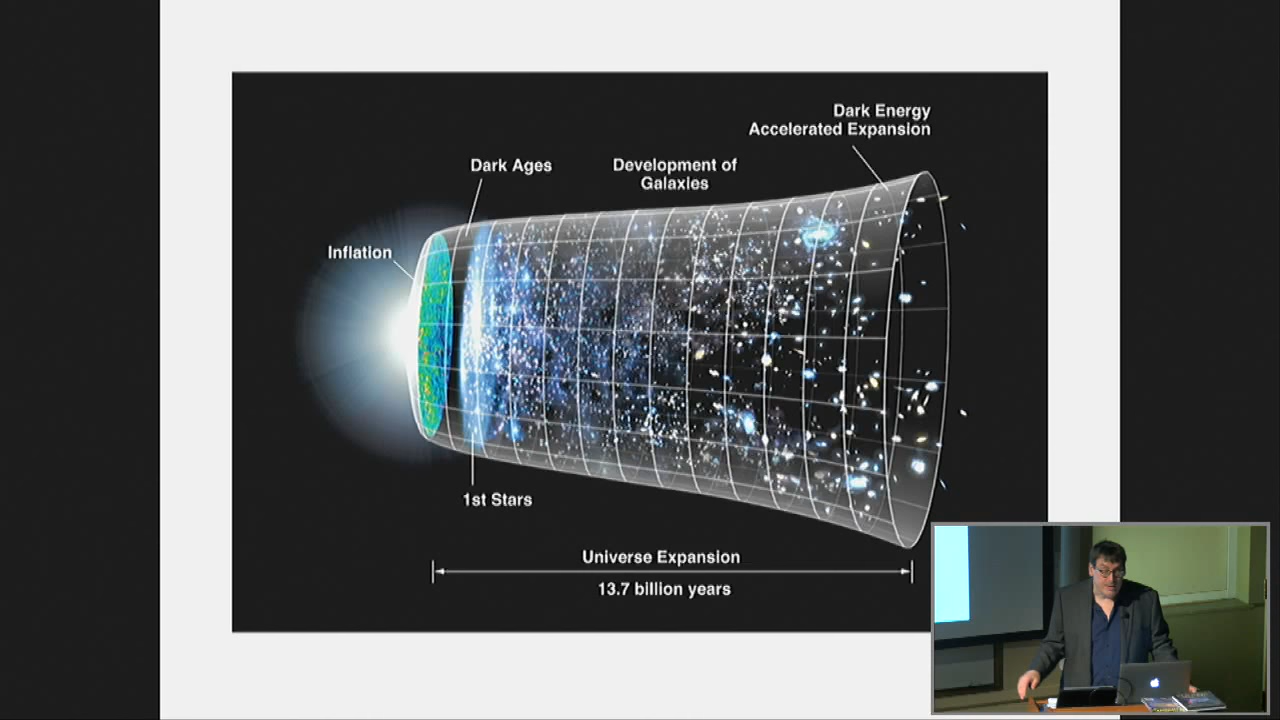 Dark Energy
Accelerated Expansion
Dark Ages
Development of
Galaxies
Inflation
1st Stars
Universe Expansion
13.7 billion years